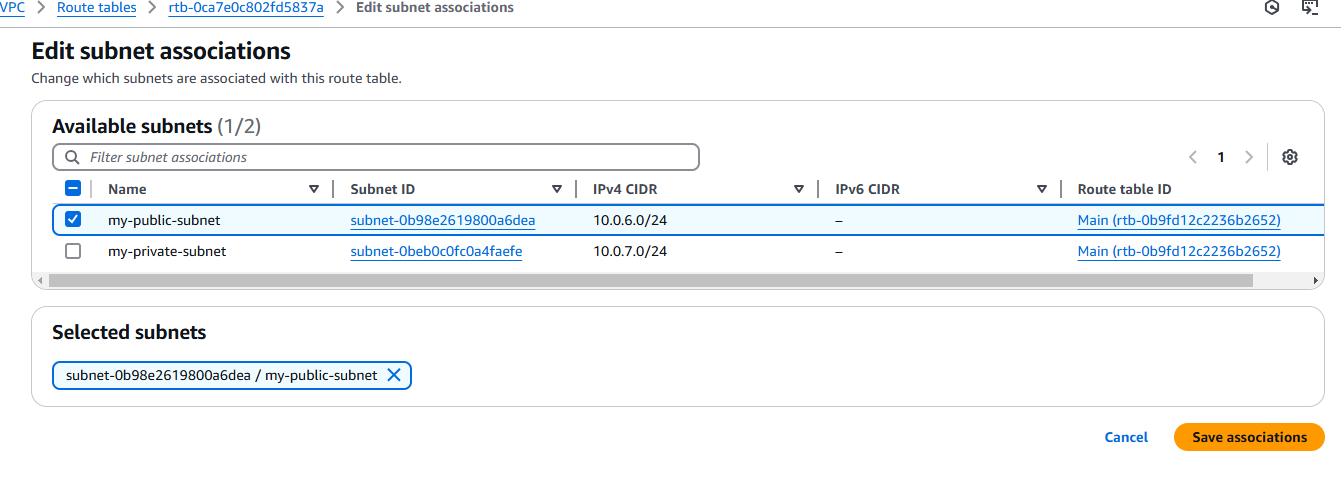 VPC > Route tables > rtb-0ca7e0c802fd5837a > Edit subnet associations
Edit subnet associations
Change which subnets are associated with this route table.
Available subnets (1/2)
Filter subnet associations
1
Name Subnet ID IPv4 CIDR IPv6 CIDR Route table ID
my-public-subnet subnet-0b98e2619800a6dea 10.0.6.0/24 – Main (rtb-0b9fd12c2236b2652)
my-private-subnet subnet-0beb0c0fc0a4faefe 10.0.7.0/24 – Main (rtb-0b9fd12c2236b2652)
Selected subnets
subnet-0b98e2619800a6dea / my-public-subnet
Cancel Save associations